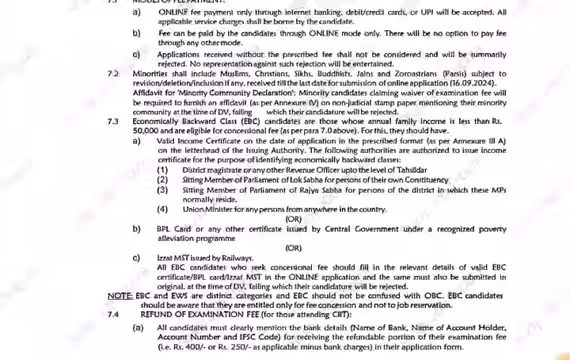 7.1 MODES OF FEE PAYMENT:
a) ONLINE fee payment only through internet banking, debit/credit cards, or UPI will be accepted. All
applicable service charges shall be borne by the candidate.
b) Fee can be paid by the candidates through ONLINE mode only. There will be no option to pay fee
through any other mode.
c) Applications received without the prescribed fee shall not be considered and will be summarily
rejected. No representation against such rejection will be entertained.
7.2 Minorities shall include Muslims, Christians, Sikhs, Buddhists, Jains and Zoroastrians (Parsis) subject to
revision/deletion/inclusion if any, received till the last date for submission of online application (16.09.2024).
Affidavit for 'Minority Community Declaration': Minority candidates claiming waiver of examination fee will
be required to furnish an affidavit (as per Annexure IV) on non-judicial stamp paper mentioning their minority
community at the time of DV, failing which their candidature will be rejected.
7.3 Economically Backward Class (EBC) candidates are those whose annual family income is less than Rs.
50,000 and are eligible for concessional fee (as per para 7.0 above). For this, they should have.
a) Valid Income Certificate on the date of application in the prescribed format (as per Annexure III A)
on the letterhead of the Issuing Authority. The following authorities are authorized to issue income
certificate for the purpose of identifying economically backward classes:
(1) District magistrate or any other Revenue Officer upto the level of Tahsildar
(2) Sitting Member of Parliament of Lok Sabha for persons of their own Constituency
(3) Sitting Member of Parliament of Rajya Sabha for persons of the district in which these MPs
normally reside.
(4) Union Minister for any persons from anywhere in the country.
(OR)
b) BPL Card or any other certificate issued by Central Government under a recognized poverty
alleviation programme
(OR)
c) Izzat MST issued by Railways.
All EBC candidates who seek concessional fee should fill in the relevant details of valid EBC
certificate/BPL card/Izzat MST in the ONLINE application and the same must also be submitted in
original, at the time of DV, failing which their candidature will be rejected.
NOTE: EBC and EWS are distinct categories and EBC should not be confused with OBC. EBC candidates
should be aware that they are entitled only for fee concession and not to job reservation.
7.4 REFUND OF EXAMINATION FEE (for those attending CBT):
(a) All candidates must clearly mention the bank details (Name of Bank, Name of Account Holder,
Account Number and IFSC Code) for receiving the refundable portion of their examination fee
(i.e. Rs. 400/- or Rs. 250/- as applicable minus bank charges) in their application form.